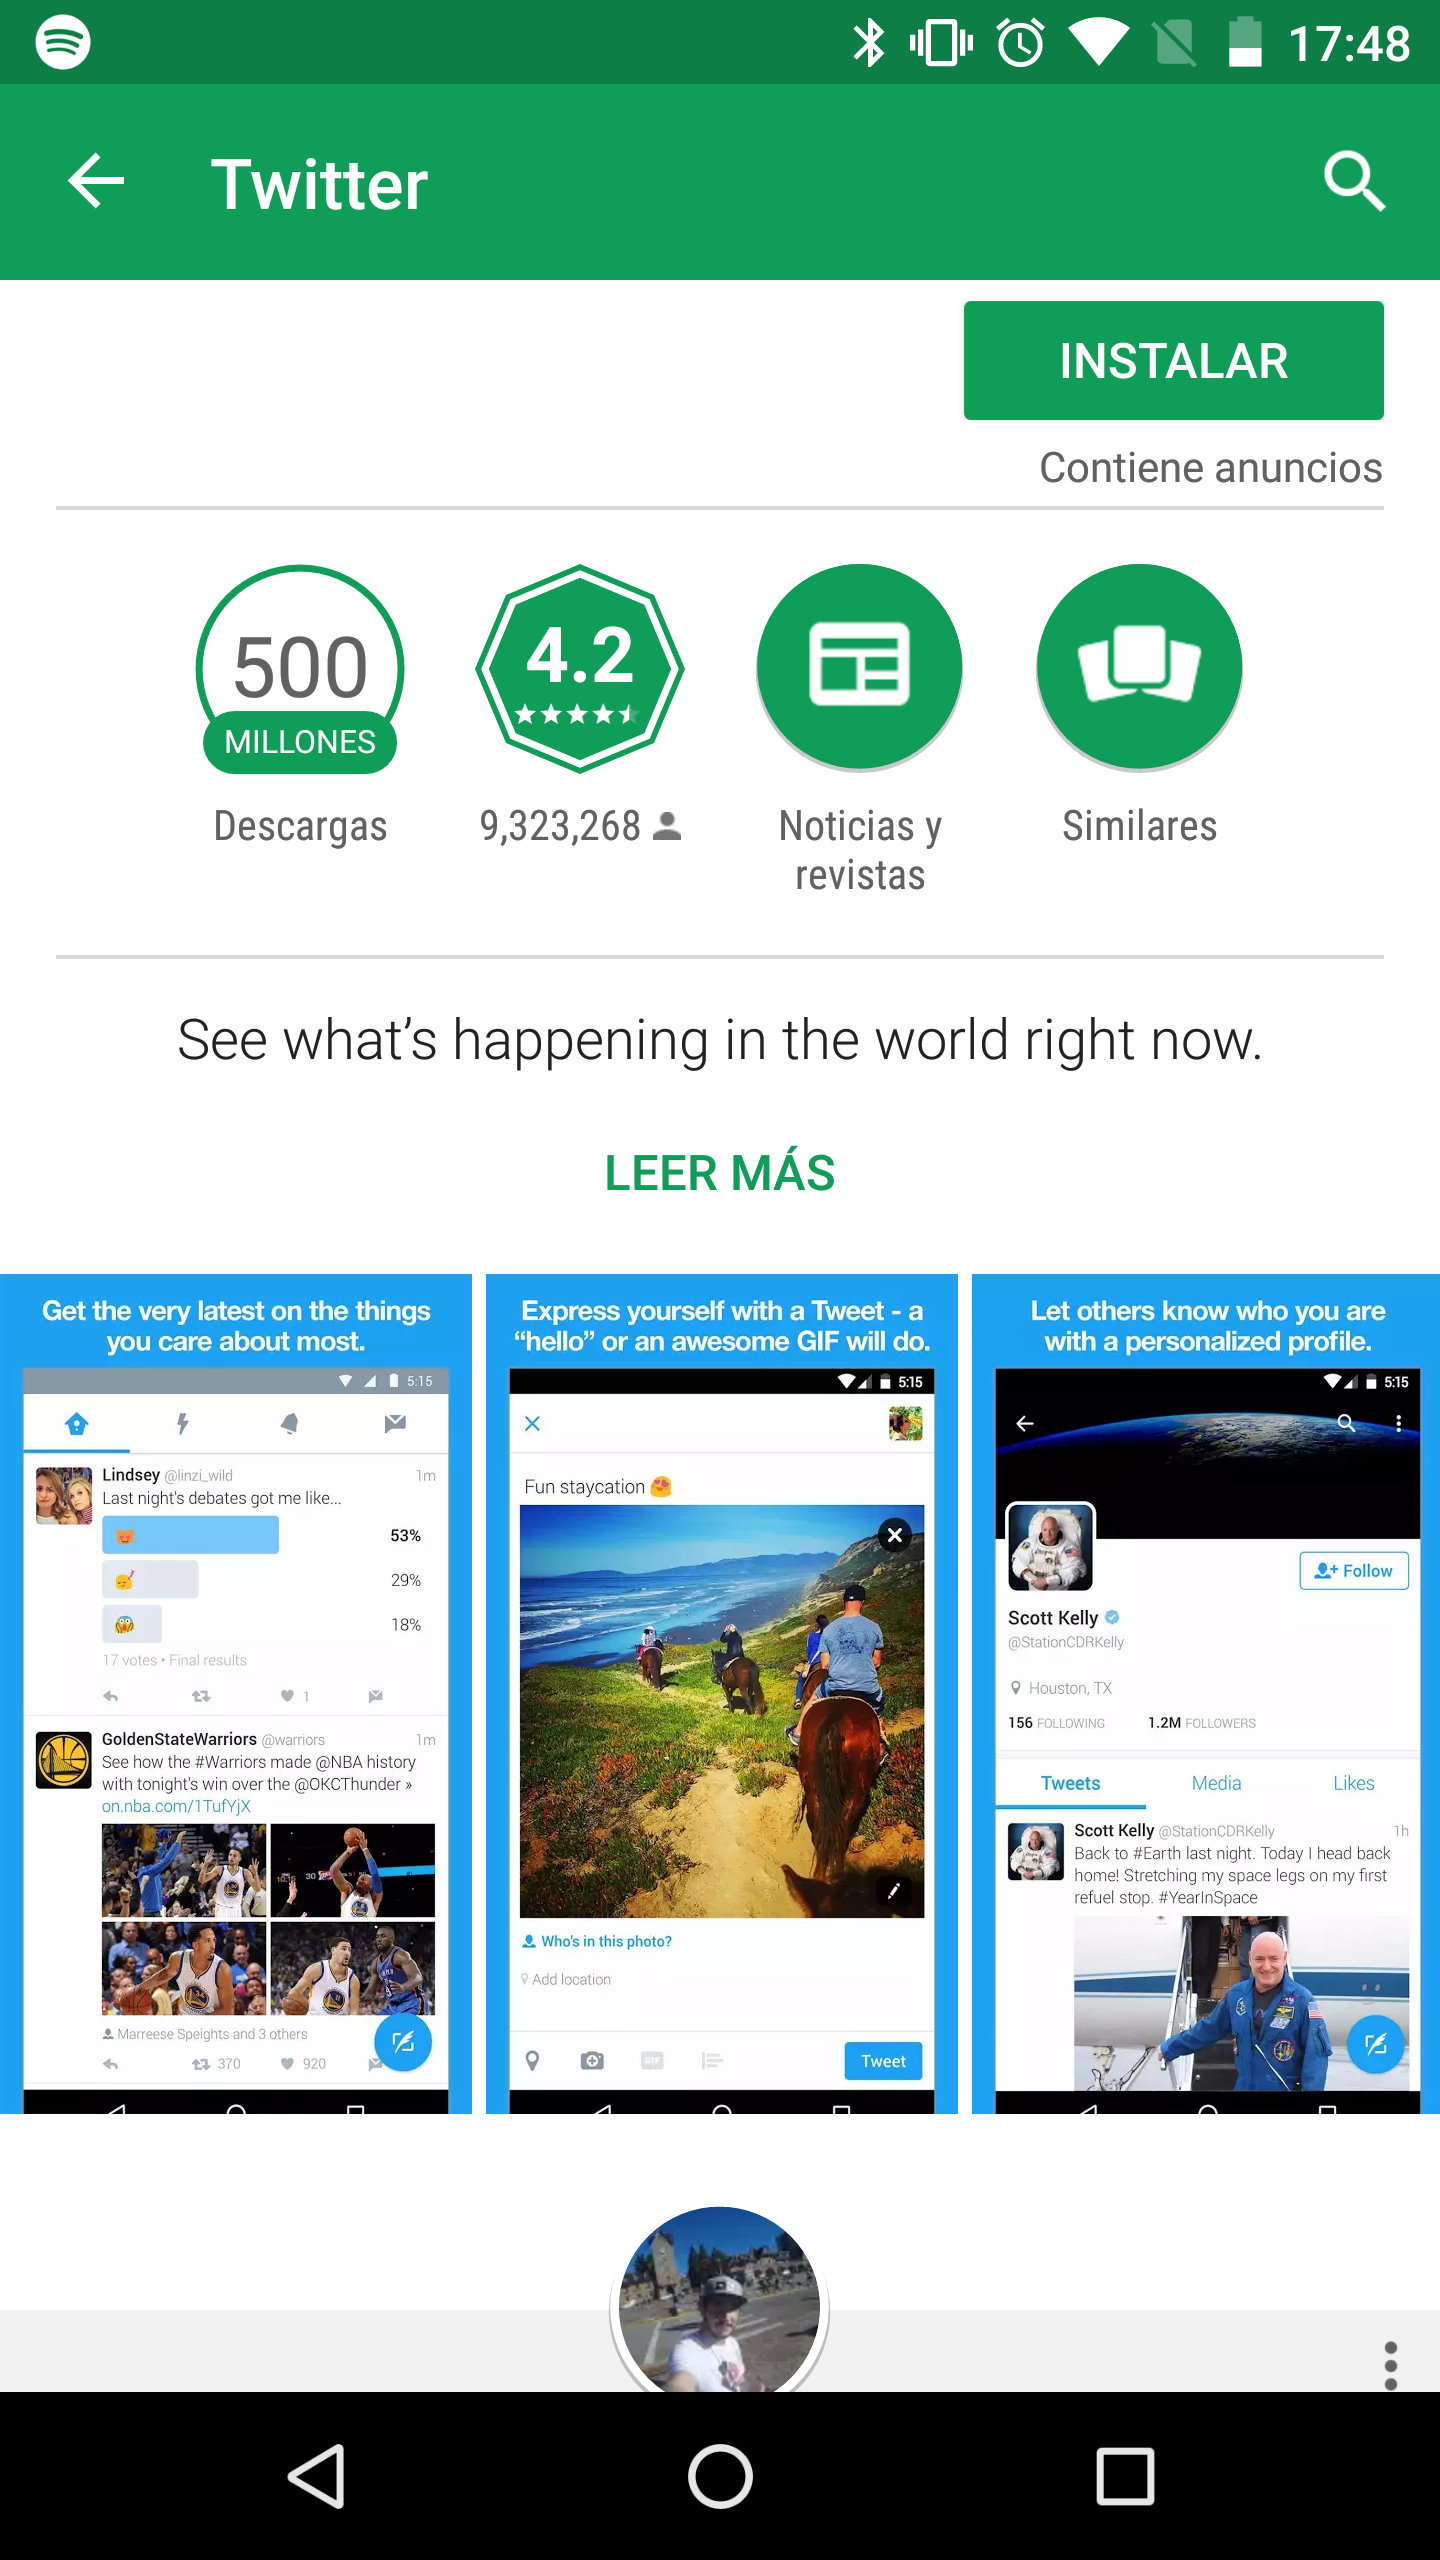 17:48
Twitter
INSTALAR
Contiene anuncios
500
MILLONES
Descargas
4.2
9,323,268
Noticias y
revistas
Similares
See what’s happening in the world right now.
LEER MÁS
Get the very latest on the things
you care about most.
5:15
Lindsey @linzi_wild 1m
Last night's debates got me like...
53%
29%
18%
17 votes • Final results
1
GoldenStateWarriors @warriors 1m
See how the #Warriors made @NBA history
with tonight's win over the @OKCThunder »
on.nba.com/1TufYjX
Marreese Speights and 3 others
370 920
Express yourself with a Tweet - a
“hello” or an awesome GIF will do.
5:15
Fun staycation
Who's in this photo?
Add location
GIF
Tweet
Let others know who you are
with a personalized profile.
5:15
Follow
Scott Kelly
@StationCDRKelly
Houston, TX
156 FOLLOWING 1.2M FOLLOWERS
Tweets Media Likes
Scott Kelly @StationCDRKelly 1h
Back to #Earth last night. Today I head back
home! Stretching my space legs on my first
refuel stop. #YearInSpace